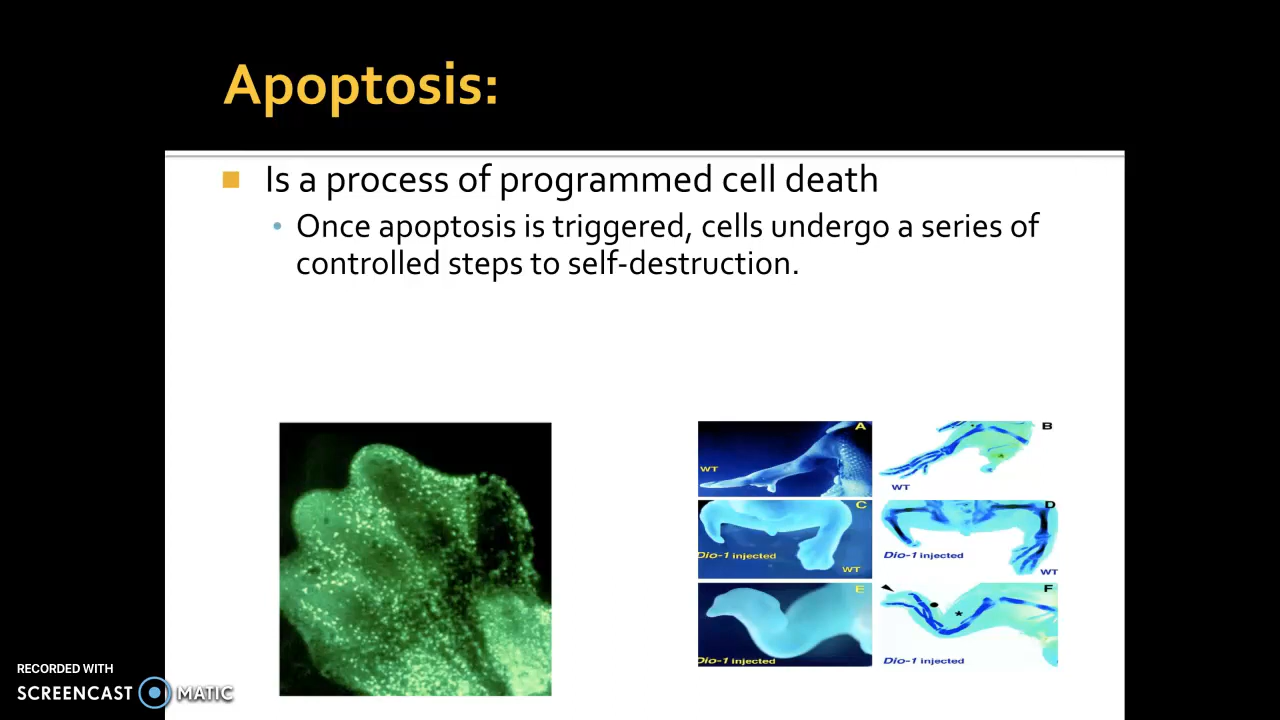 Apoptosis:
Is a process of programmed cell death
Once apoptosis is triggered, cells undergo a series of
controlled steps to self-destruction.
A
WT
B
WT
C
Dio-1 injected
WT
D
Dio-1 injected
WT
E
Dio-1 injected
F
Dio-1 injected
RECORDED WITH
SCREENCAST MATIC